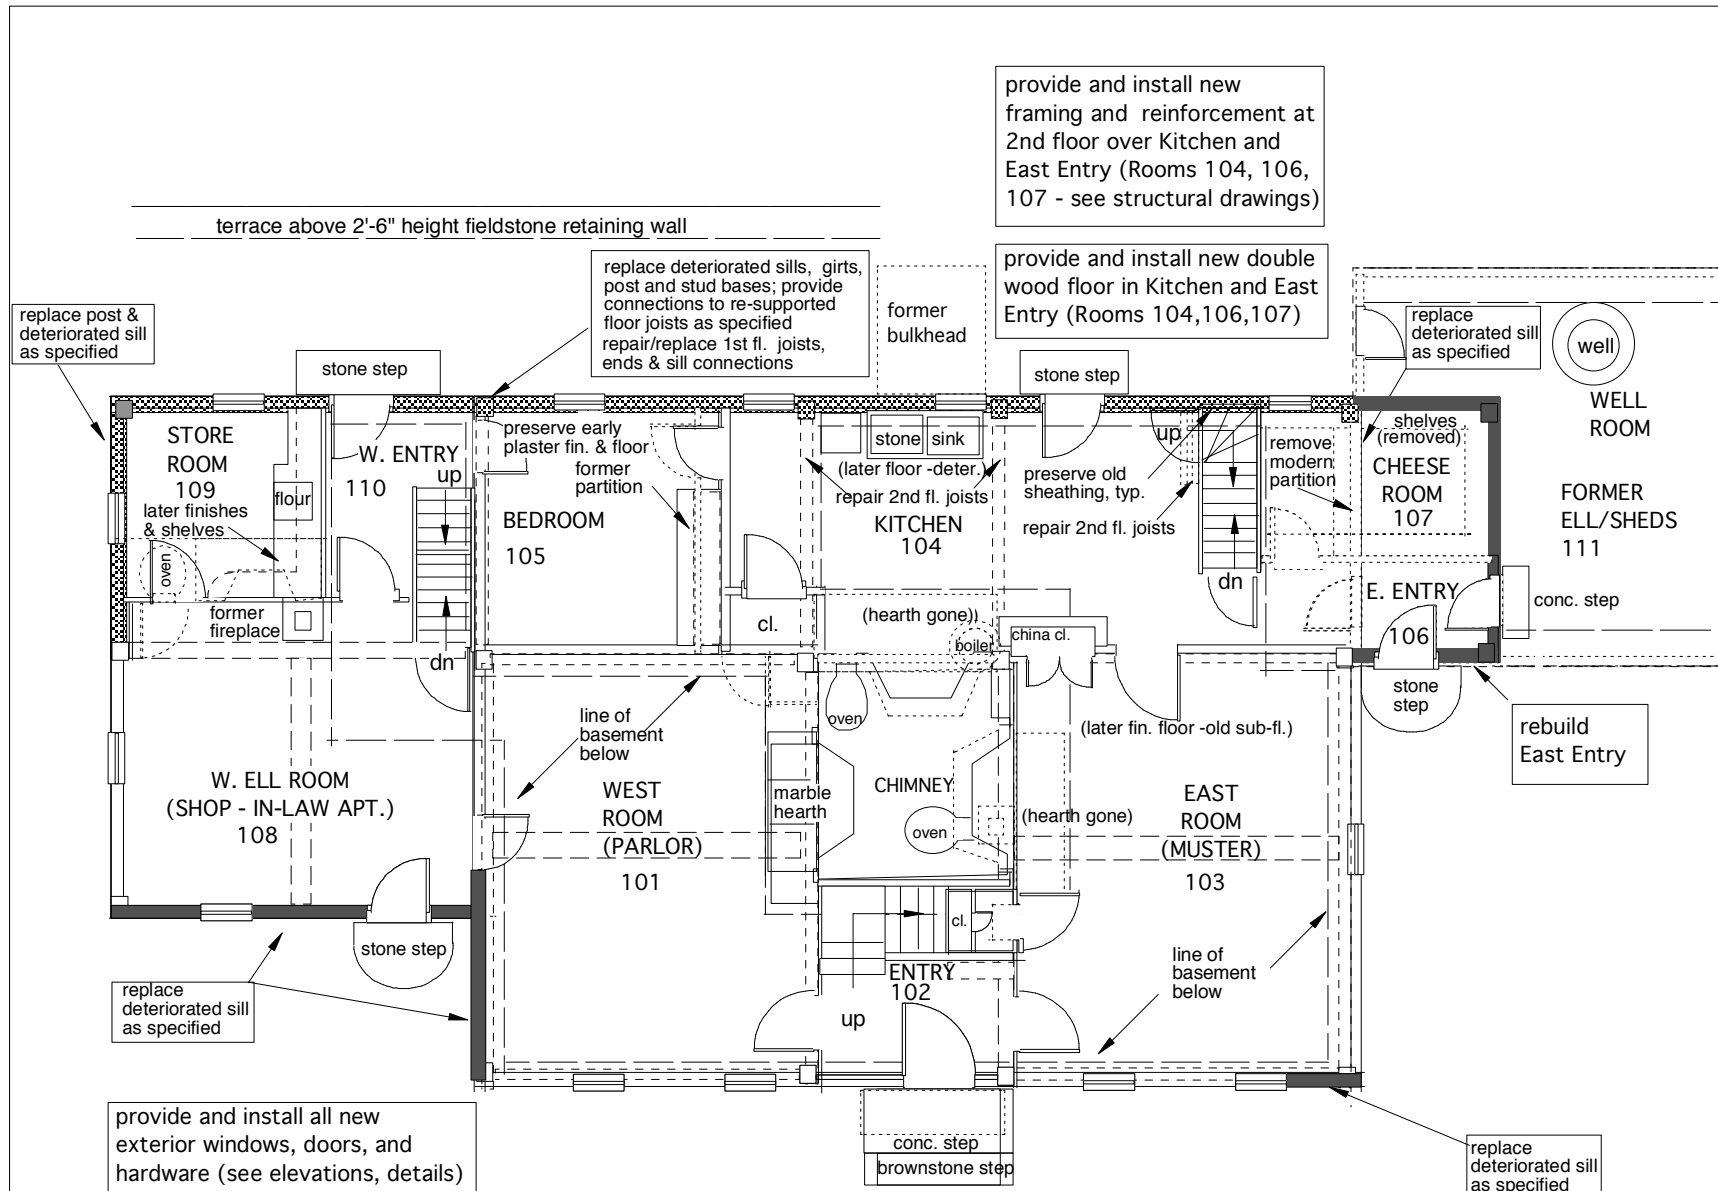 provide and install new
framing and reinforcement at
2nd floor over Kitchen and
East Entry (Rooms 104, 106,
107 - see structural drawings)
terrace above 2'-6" height fieldstone retaining wall
provide and install new double
wood floor in Kitchen and East
Entry (Rooms 104,106,107)
replace deteriorated sills, girts,
post and stud bases; provide
connections to re-supported
floor joists as specified
repair/replace 1st fl. joists,
ends & sill connections
former
bulkhead
replace post &
deteriorated sill
as specified
replace
deteriorated sill
as specified
well
stone step
stone step
WELL
ROOM
STORE
ROOM
109
later finishes
& shelves
flour
W. ENTRY
up
110
preserve early
plaster fin. & floor
former
partition
BEDROOM
105
stone
sink
(later floor -deter.)
repair 2nd fl. joists
KITCHEN
104
up
preserve old
sheathing, typ.
repair 2nd fl. joists
remove
modern
partition
shelves
(removed)
CHEESE
ROOM
107
FORMER
ELL/SHEDS
111
oven
former
fireplace
dn
cl.
(hearth gone))
boiler
china cl.
dn
E. ENTRY
106
conc. step
stone
step
rebuild
East Entry
line of
basement
below
oven
(later fin. floor -old sub-fl.)
W. ELL ROOM
(SHOP - IN-LAW APT.)
108
WEST
ROOM
(PARLOR)
101
marble
hearth
CHIMNEY
oven
(hearth gone)
EAST
ROOM
(MUSTER)
103
stone step
cl.
ENTRY
102
up
line of
basement
below
replace
deteriorated sill
as specified
provide and install all new
exterior windows, doors, and
hardware (see elevations, details)
conc. step
brownstone step
replace
deteriorated sill
as specified